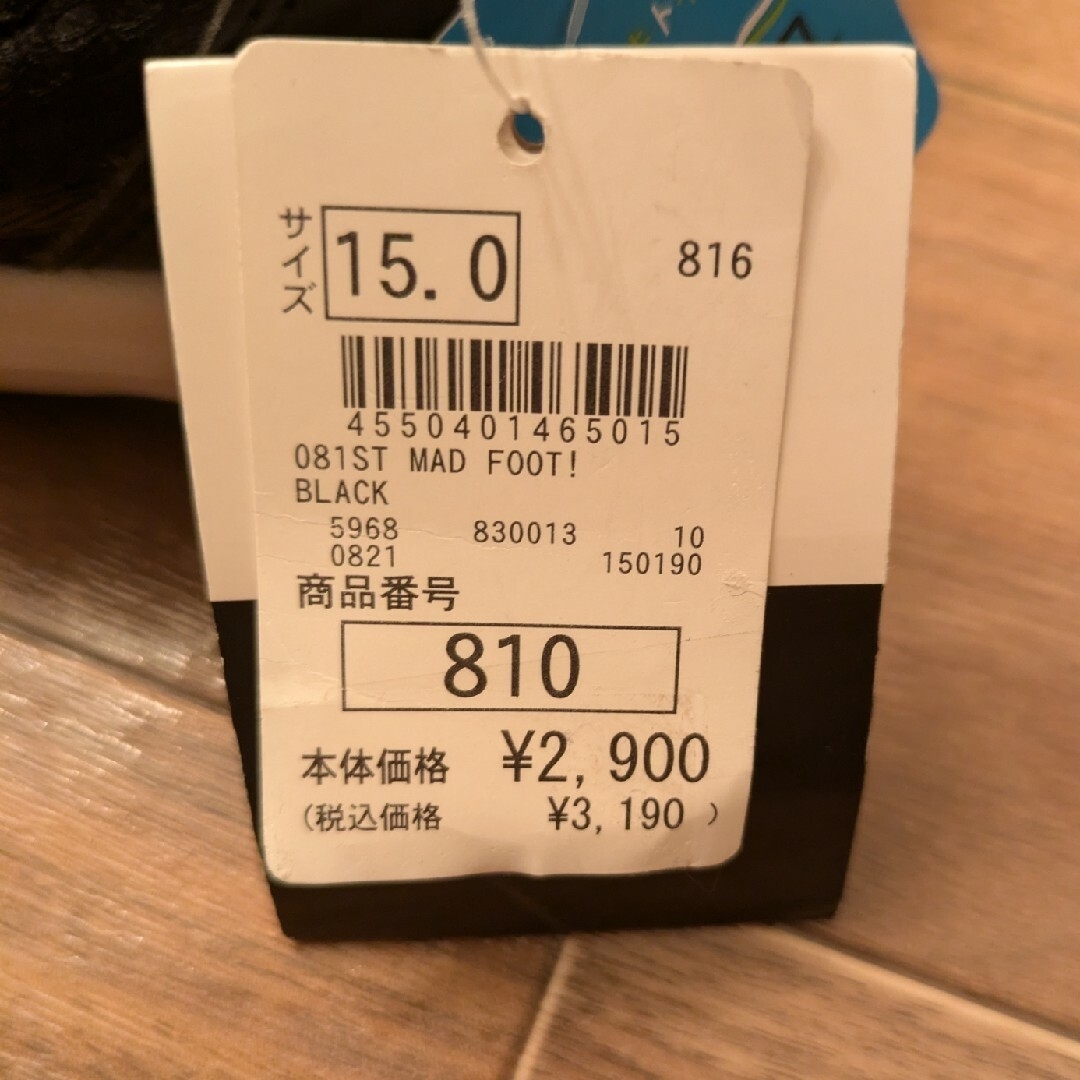 サイズ 15.0 816
4550401465015
081ST MAD FOOT!
BLACK
5968 830013 10
0821 150190
商品番号
810
本体価格 ¥2,900
(税込価格 ¥3,190 )